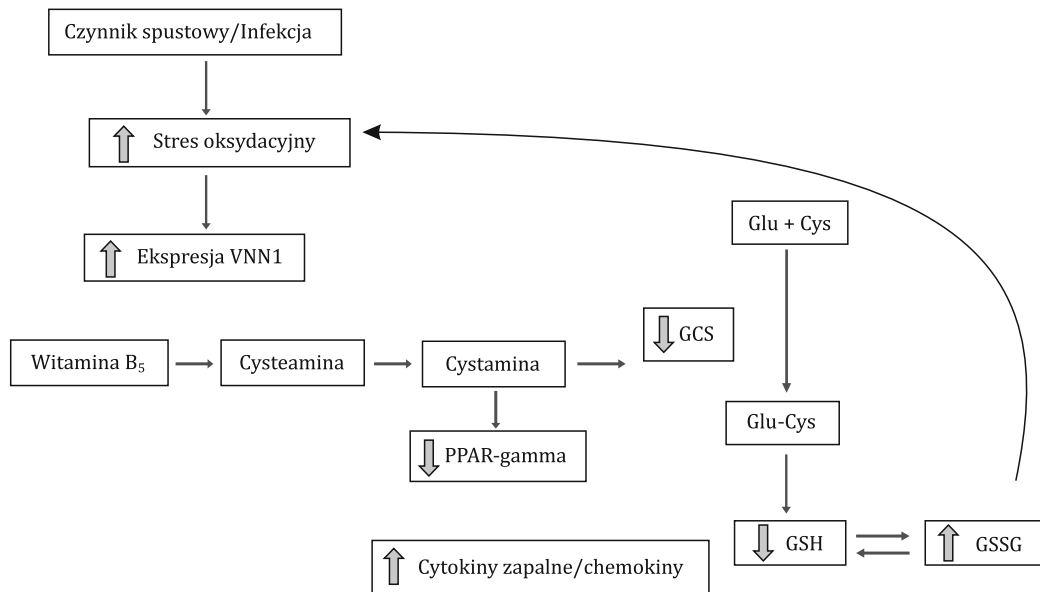 Czynnik spustowy/Infekcja
Stres oksydacyjny
Ekspresja VNN1
Glu + Cys
GCS
Witamina B₅
Cysteamina
Cystamina
Glu-Cys
PPAR-gamma
GSH
GSSG
Cytokiny zapalne/chemokiny